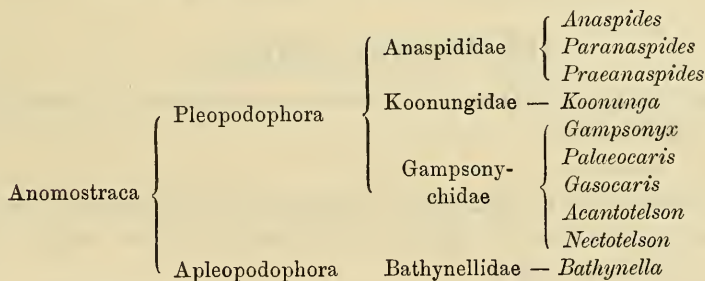 Anaspides
Anaspididae Paranaspides
Praeanaspides
Pleopodophora Koonungidae — Koonunga
Gampsonyx
Gampsony-
chidae Palaeocaris
Gasocaris
Anomostraca Acantotelson
Nectotelson
Apleopodophora Bathynellidae — Bathynella